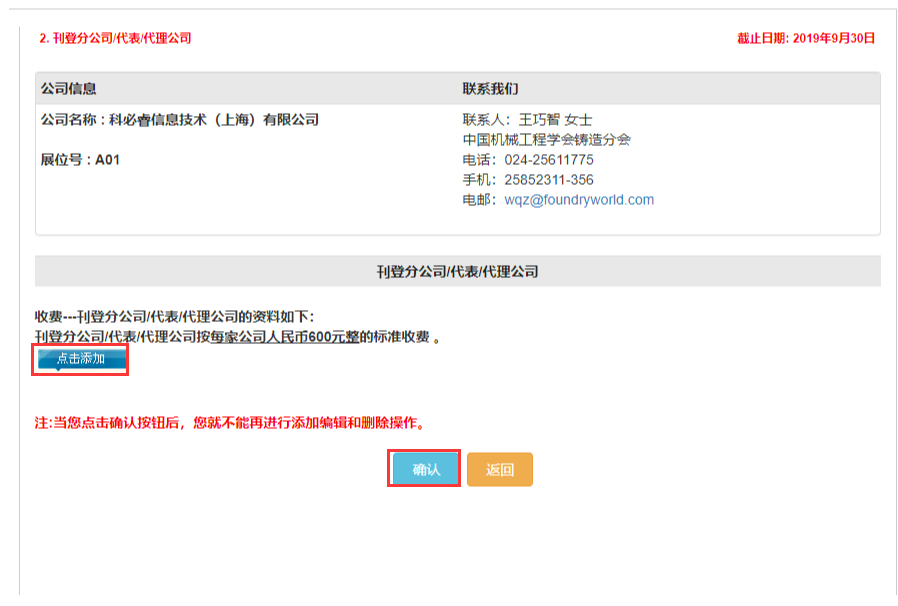 2. 刊登分公司/代表/代理公司
截止日期: 2019年9月30日
公司信息
联系我们
公司名称 : 科必睿信息技术（上海）有限公司
展位号 : A01
联系人： 王巧智 女士
中国机械工程学会铸造分会
电话： 024-25611775
手机： 25852311-356
电邮： wqz@foundryworld.com
刊登分公司/代表/代理公司
收费---刊登分公司/代表/代理公司的资料如下：
刊登分公司/代表/代理公司按每家公司人民币600元整的标准收费 。
点击添加
注:当您点击确认按钮后，您就不能再进行添加编辑和删除操作。
确认
返回